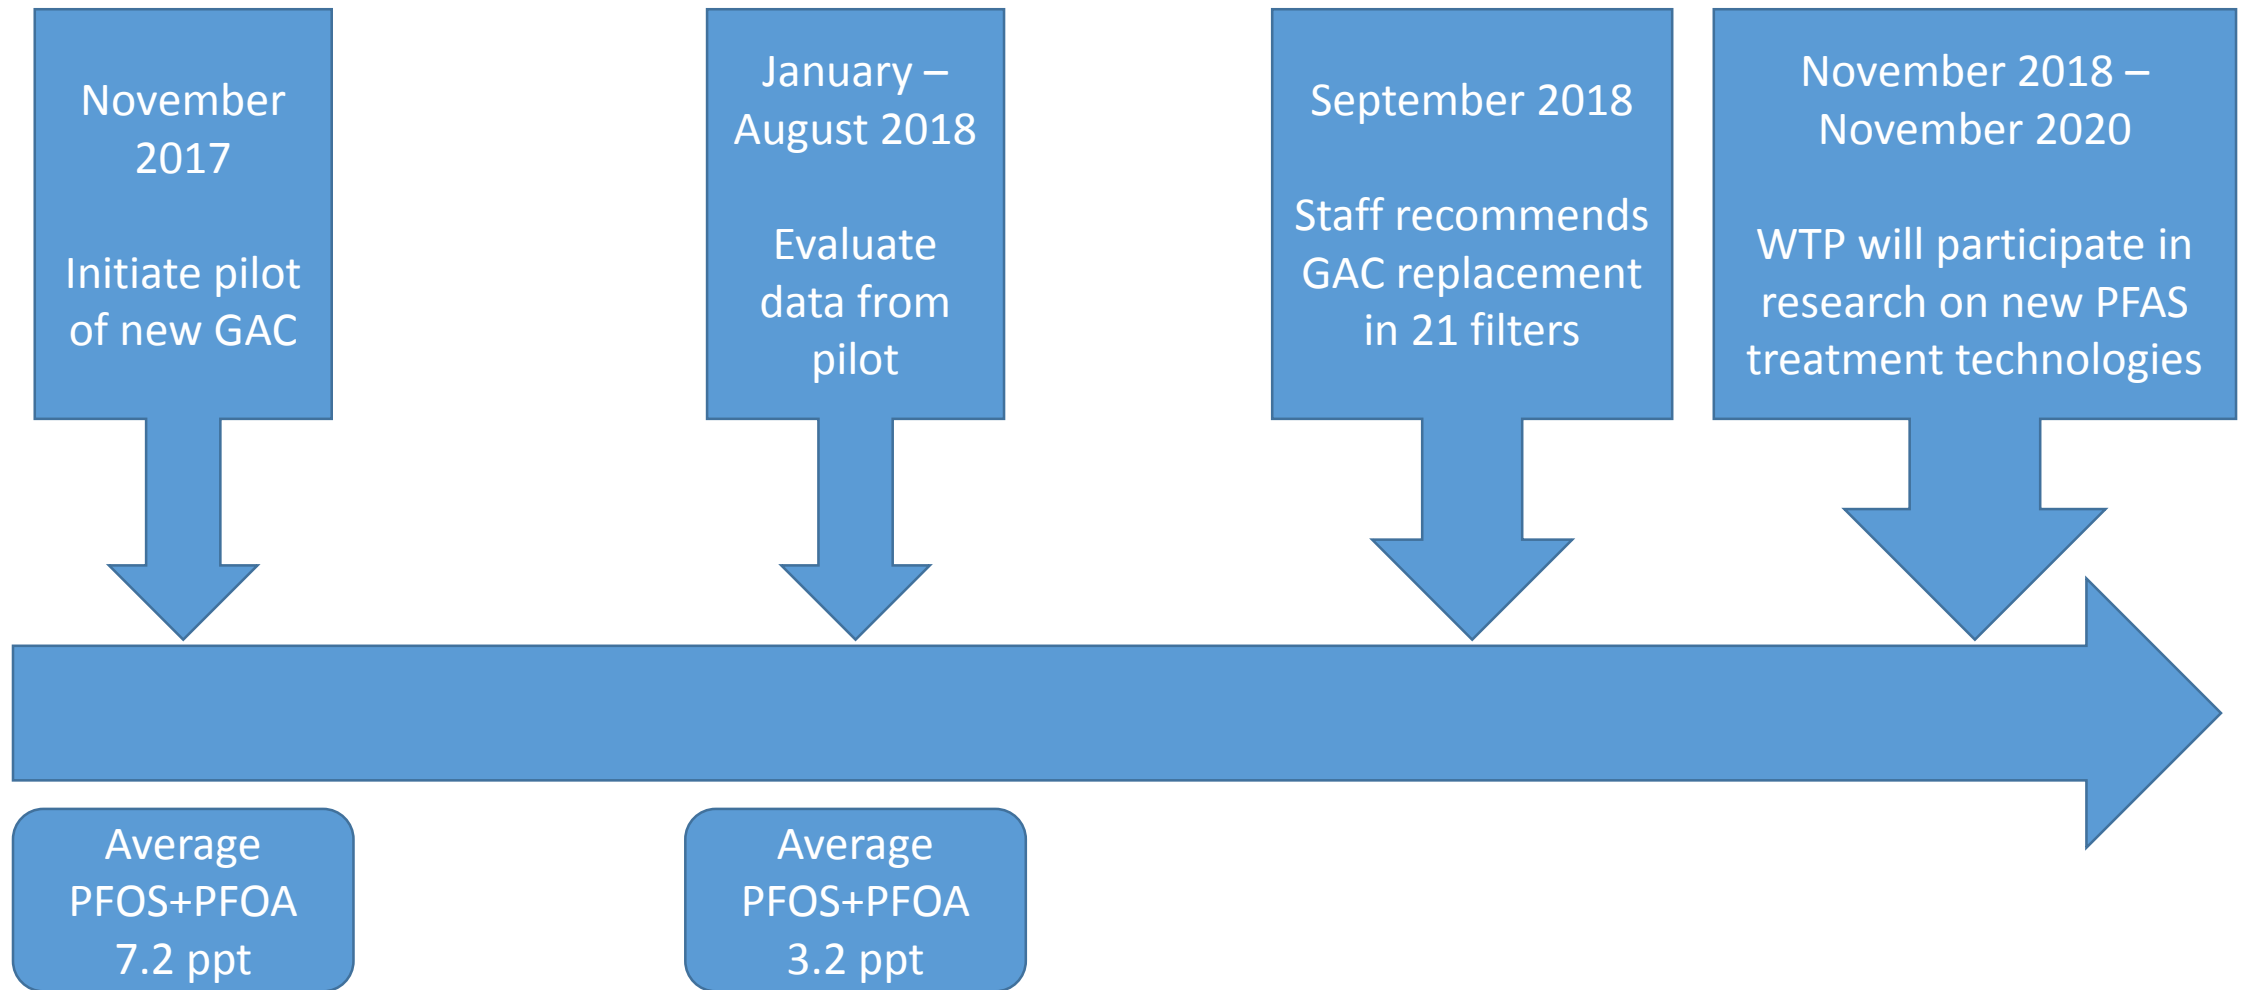 November
2017
Initiate pilot
of new GAC
January –
August 2018
Evaluate
data from
pilot
September 2018
Staff recommends
GAC replacement
in 21 filters
November 2018 –
November 2020
WTP will participate in
research on new PFAS
treatment technologies
Average
PFOS+PFOA
7.2 ppt
Average
PFOS+PFOA
3.2 ppt